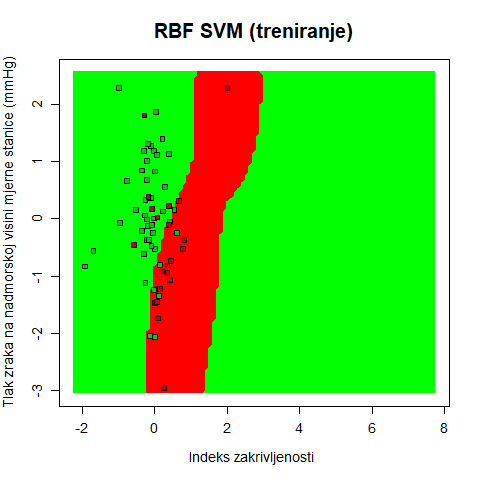 RBF SVM (treniranje)
Tlak zraka na nadmorskoj visini mjerne stanice (mmHg)
2
1
0
-1
-2
-3
-2 0 2 4 6 8
Indeks zakrivljenosti